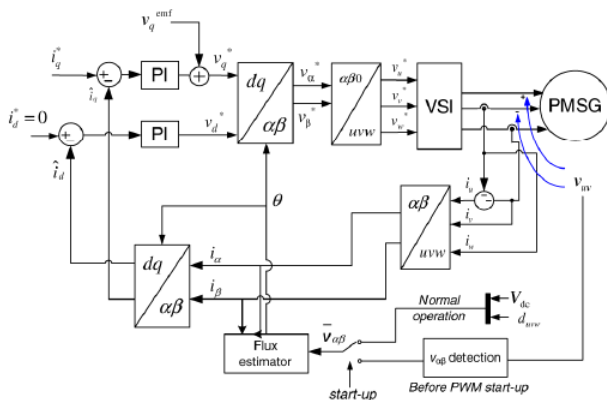 v_q^emf
i_q^*
PI
v_q^*
dq
αβ
v_α^*
v_β^*
αβ0
uvw
v_u^*
v_v^*
v_w^*
VSI
PMSG
î_q
i_d^*=0
PI
v_d^*
î_d
θ
v_uv
i_u
i_v
i_w
αβ
uvw
dq
αβ
i_α
i_β
Normal
operation
V_dc
d_uvw
Flux
estimator
v̅_αβ
v_αβ detection
start-up
Before PWM start-up